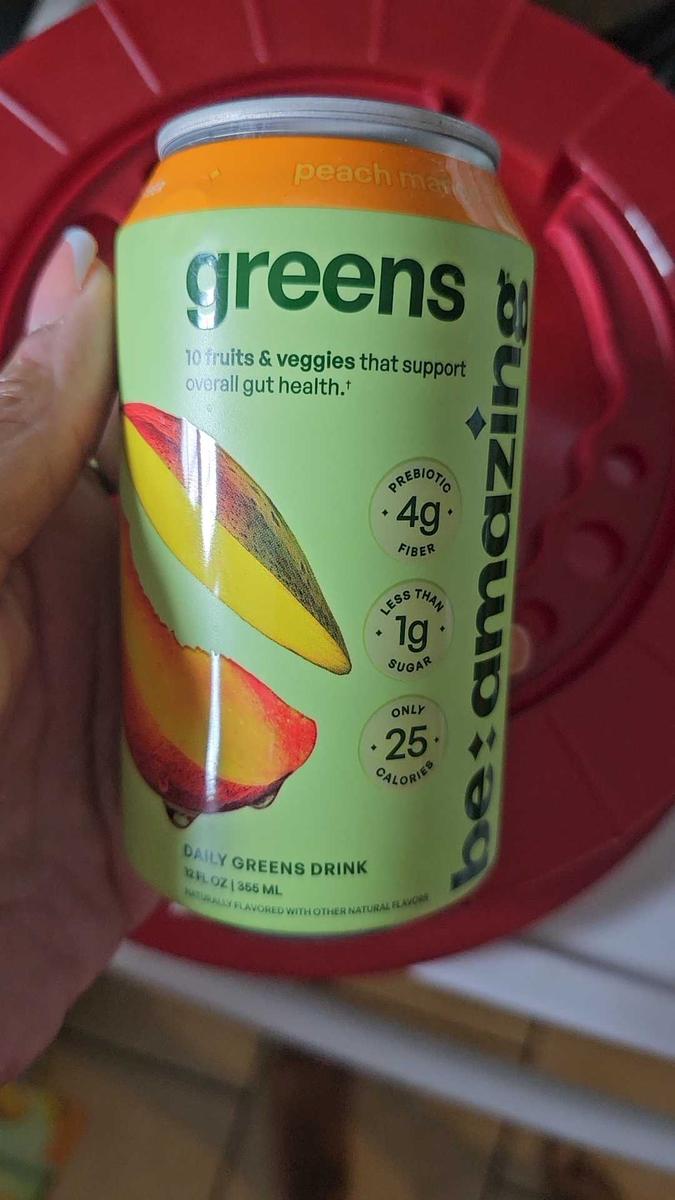 peach
greens
10 fruits & veggies that support
overall gut health.†
PREBIOTIC
4g
FIBER
LESS THAN
1g
SUGAR
ONLY
25
CALORIES
be amazing
DAILY GREENS DRINK
12 FL OZ | 355 ML
NATURALLY FLAVORED WITH OTHER NATURAL FLAVORS